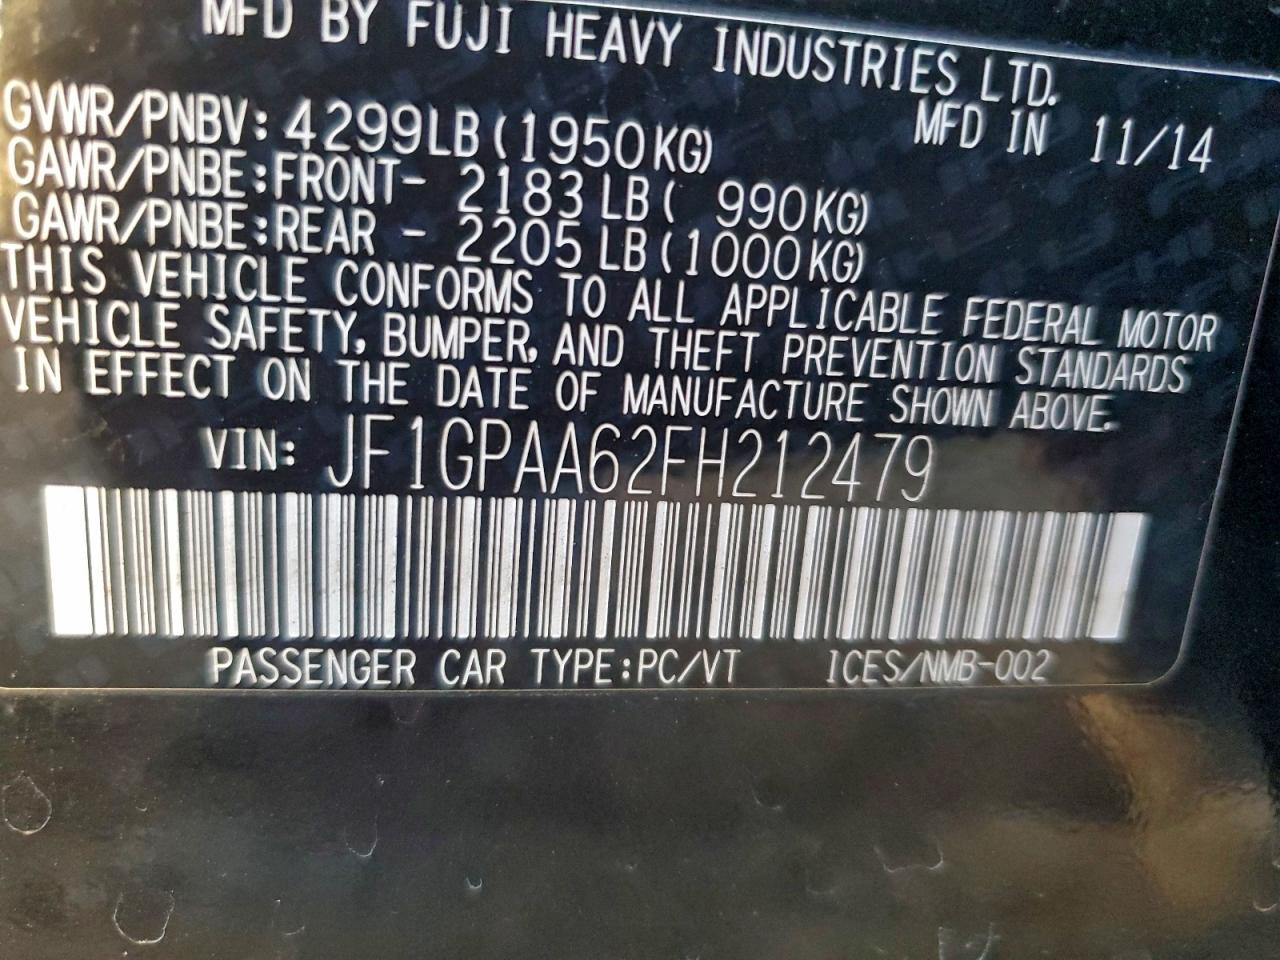 MFD BY FUJI HEAVY INDUSTRIES LTD.
MFD IN 11/14
GVWR/PNBV: 4299LB(1950KG)
GAWR/PNBE:FRONT- 2183 LB( 990KG)
GAWR/PNBE:REAR - 2205 LB(1000KG)
THIS VEHICLE CONFORMS TO ALL APPLICABLE FEDERAL MOTOR
VEHICLE SAFETY, BUMPER, AND THEFT PREVENTION STANDARDS
IN EFFECT ON THE DATE OF MANUFACTURE SHOWN ABOVE.
VIN: JF1GPAA62FH212479
PASSENGER CAR TYPE:PC/VT ICES/NMB-002